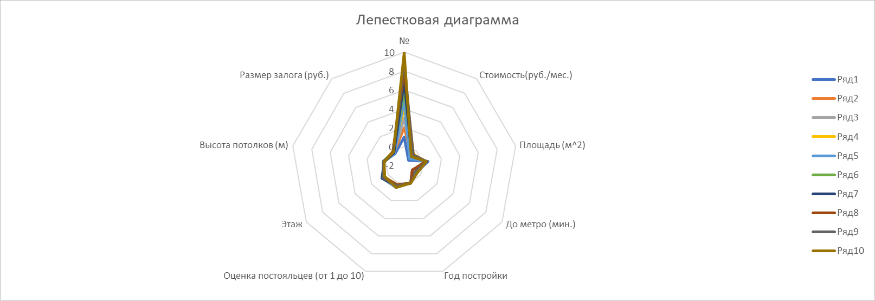 Лепестковая диаграмма
№
10
8
6
4
2
0
-2
Стоимость(руб./мес.)
Площадь (м^2)
До метро (мин.)
Год постройки
Оценка постояльцев (от 1 до 10)
Этаж
Высота потолков (м)
Размер залога (руб.)
Ряд1
Ряд2
Ряд3
Ряд4
Ряд5
Ряд6
Ряд7
Ряд8
Ряд9
Ряд10